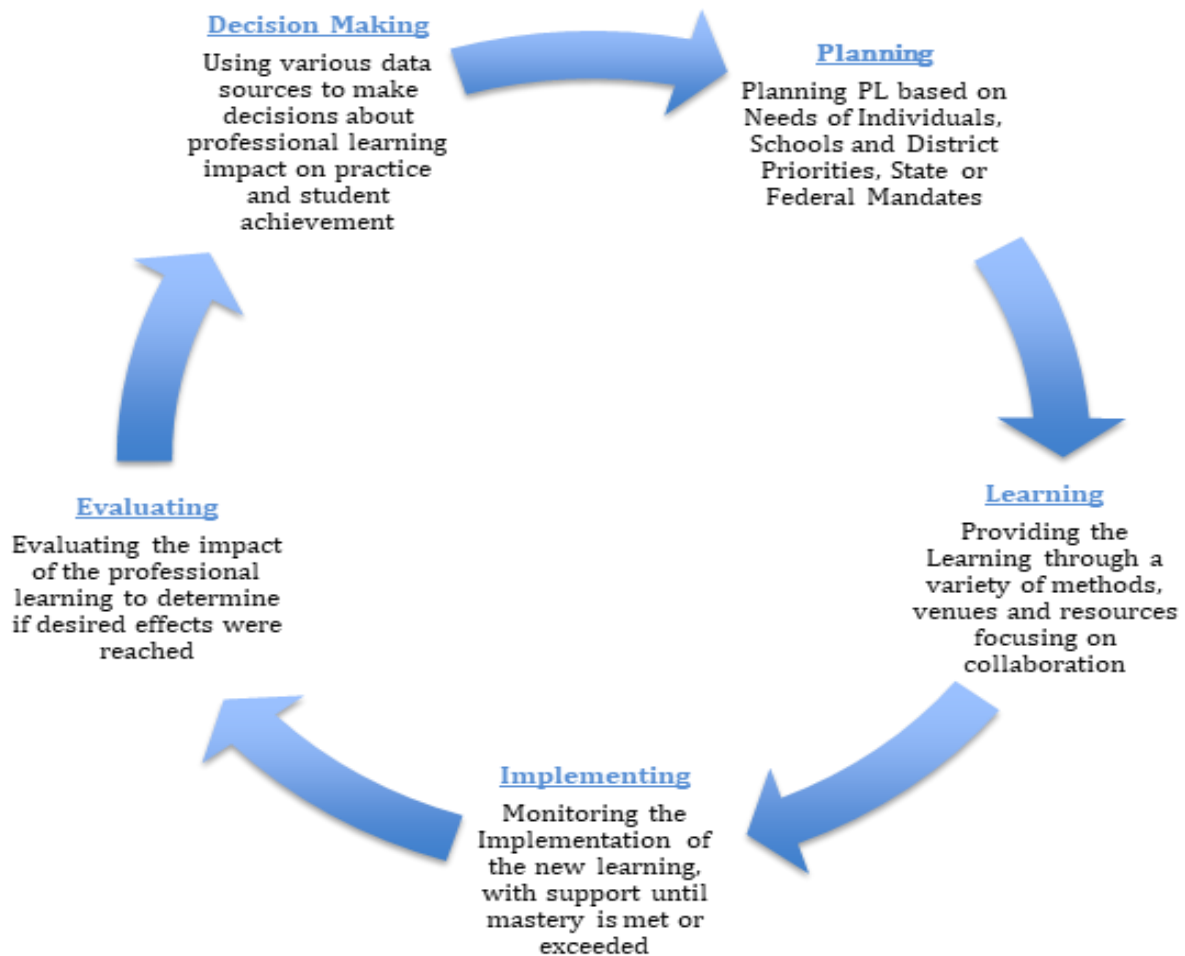 Decision Making
Using various data
sources to make
decisions about
professional learning
impact on practice
and student
achievement
Planning
Planning PL based on
Needs of Individuals,
Schools and District
Priorities, State or
Federal Mandates
Learning
Providing the
Learning through a
variety of methods,
venues and resources
focusing on
collaboration
Implementing
Monitoring the
Implementation of
the new learning,
with support until
mastery is met or
exceeded
Evaluating
Evaluating the impact
of the professional
learning to determine
if desired effects were
reached